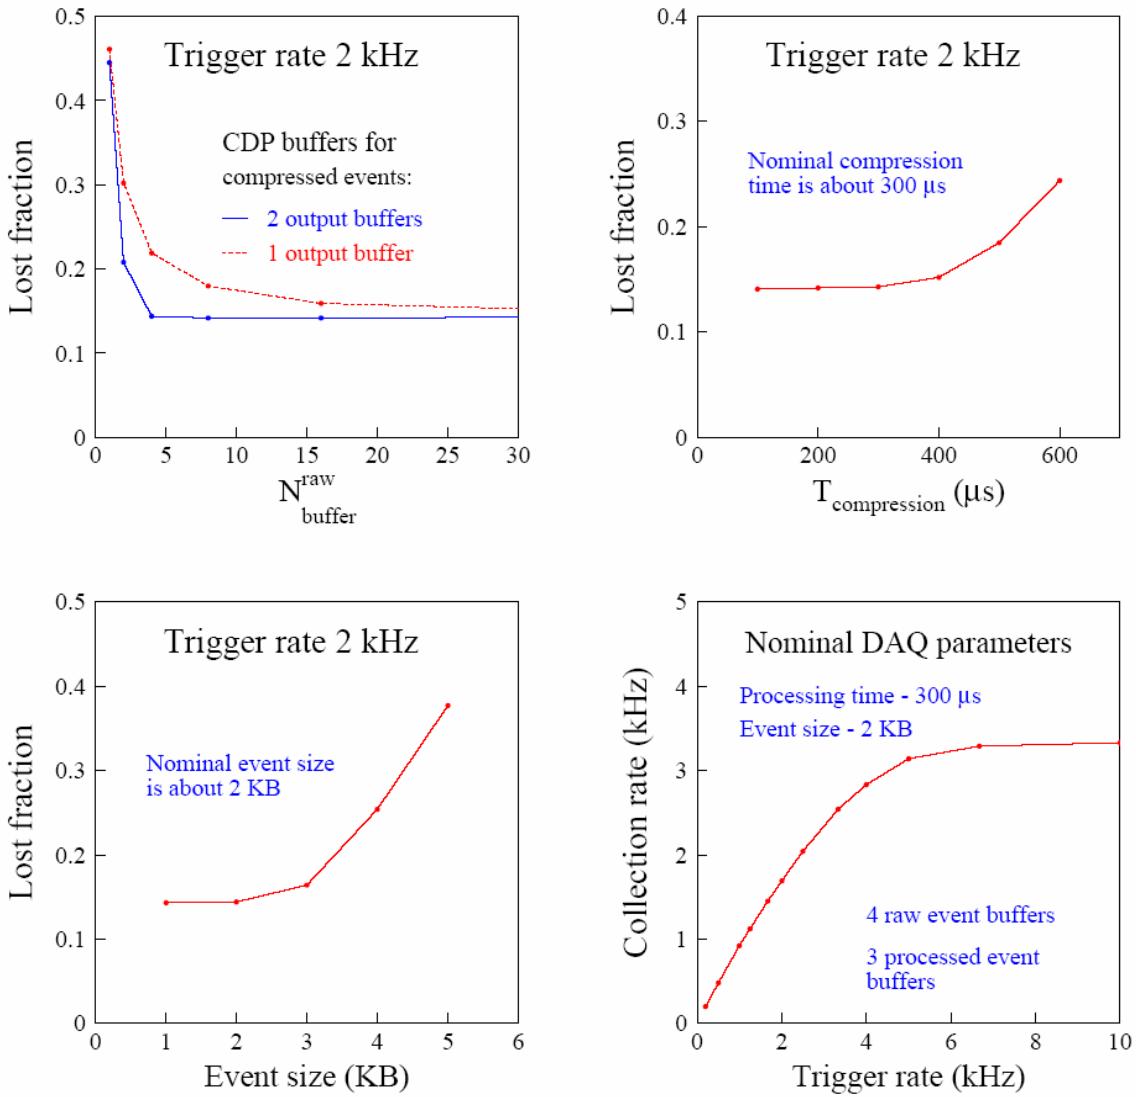 0.5
0.4
0.3
0.2
0.1
0
Lost fraction
Trigger rate 2 kHz
CDP buffers for
compressed events:
2 output buffers
1 output buffer
0 5 10 15 20 25 30
N raw buffer
0.4
0.3
0.2
0.1
0
Lost fraction
Trigger rate 2 kHz
Nominal compression
time is about 300 µs
0 200 400 600
T compression (µs)
0.5
0.4
0.3
0.2
0.1
0
Lost fraction
Trigger rate 2 kHz
Nominal event size
is about 2 KB
0 1 2 3 4 5 6
Event size (KB)
5
4
3
2
1
0
Collection rate (kHz)
Nominal DAQ parameters
Processing time - 300 µs
Event size - 2 KB
4 raw event buffers
3 processed event
buffers
0 2 4 6 8 10
Trigger rate (kHz)